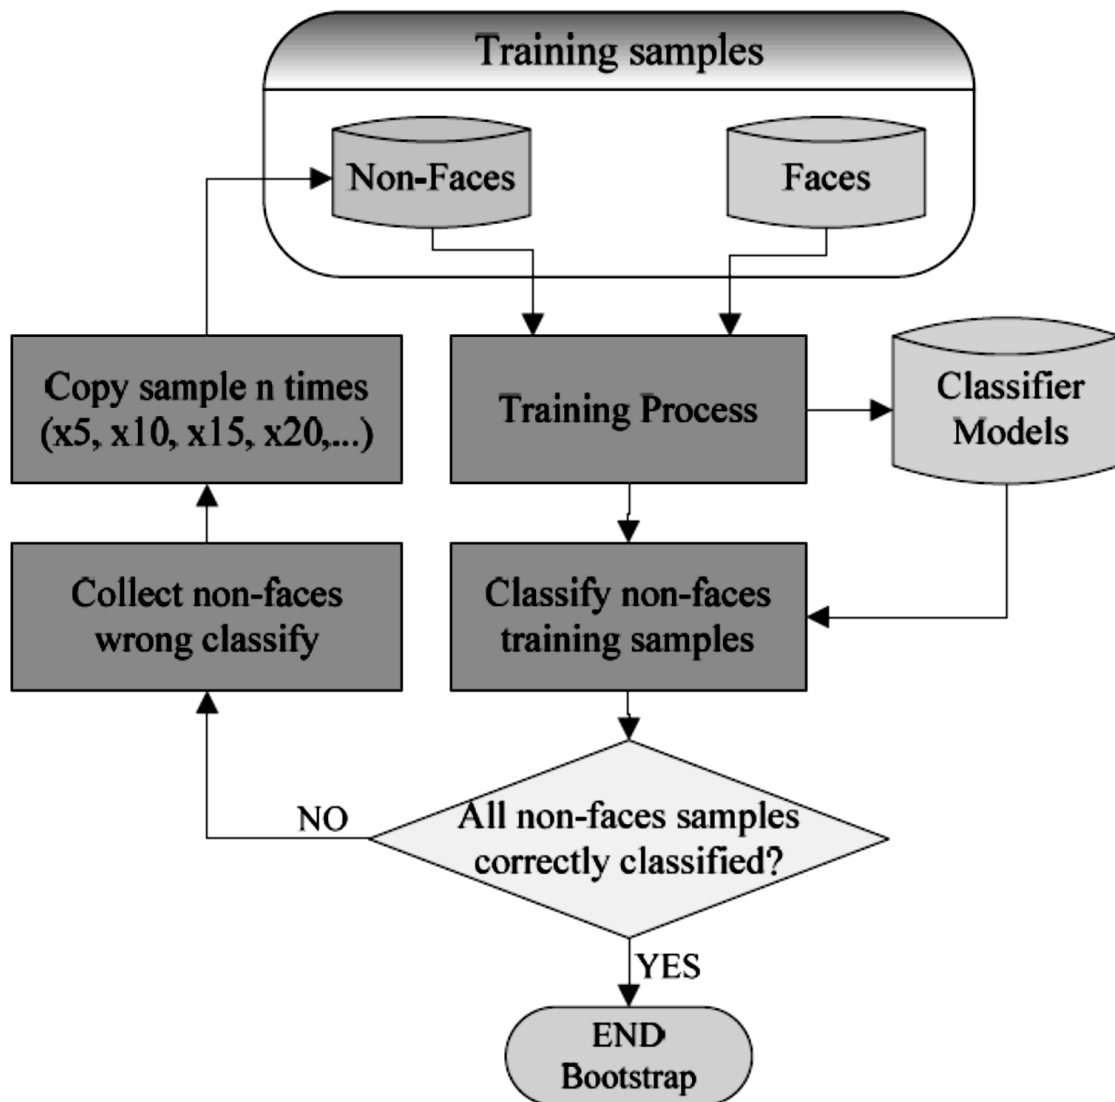 Training samples
Non-Faces
Faces
Copy sample n times
(x5, x10, x15, x20,...)
Training Process
Classifier
Models
Collect non-faces
wrong classify
Classify non-faces
training samples
NO
All non-faces samples
correctly classified?
YES
END
Bootstrap